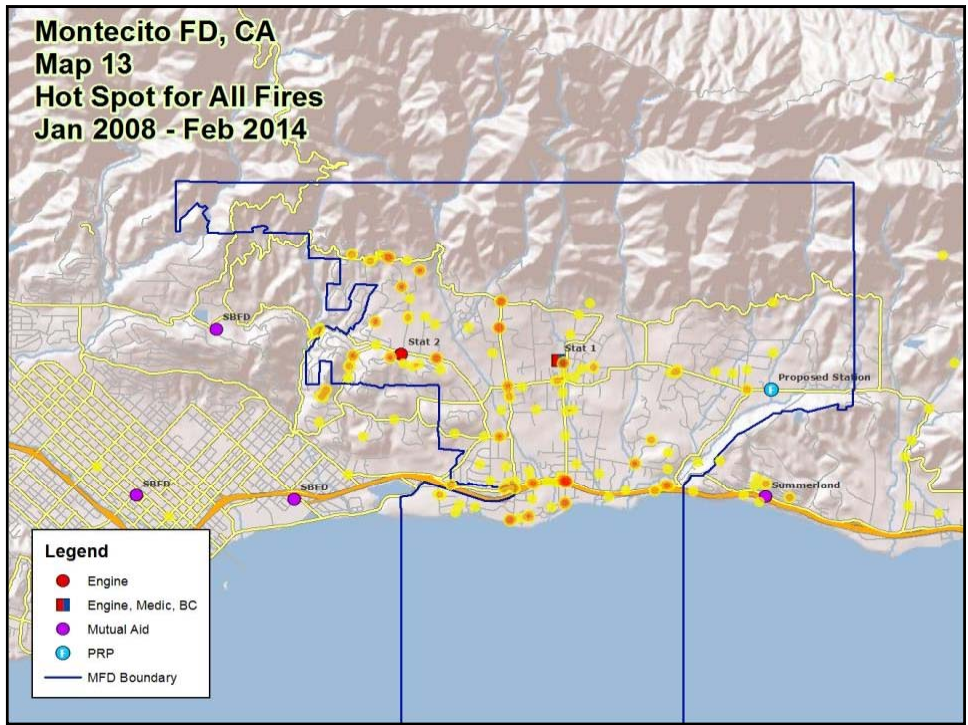 Montecito FD, CA
Map 13
Hot Spot for All Fires
Jan 2008 - Feb 2014
SBFD
Stat 2
Stat 1
Proposed Station
F
SBFD
SBFD
Summerland
Legend
Engine
Engine, Medic, BC
Mutual Aid
F PRP
MFD Boundary